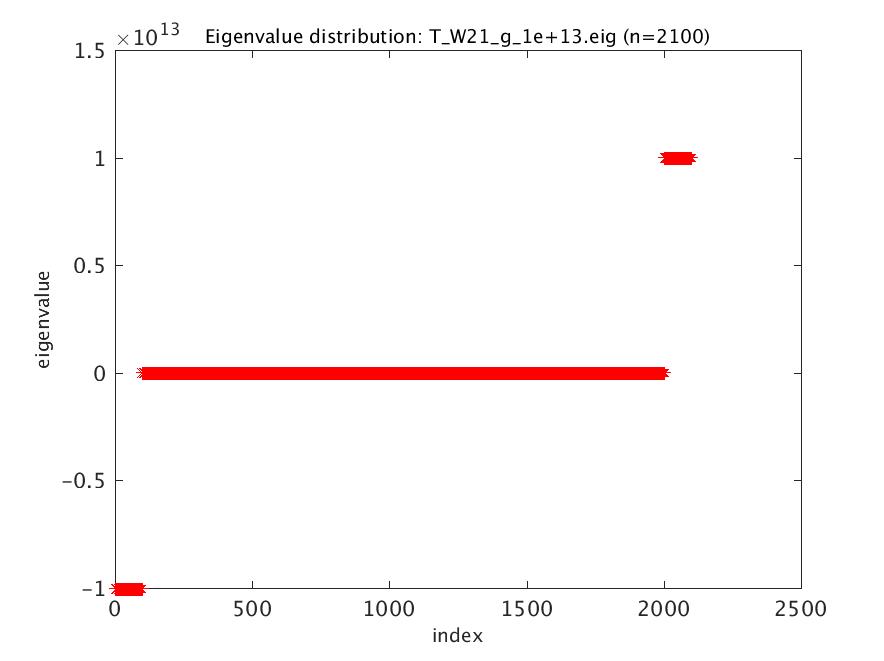 ×10^13 Eigenvalue distribution: T_W21_g_1e+13.eig (n=2100)
1.5
1
0.5
0
-0.5
-1
eigenvalue
0 500 1000 1500 2000 2500
index